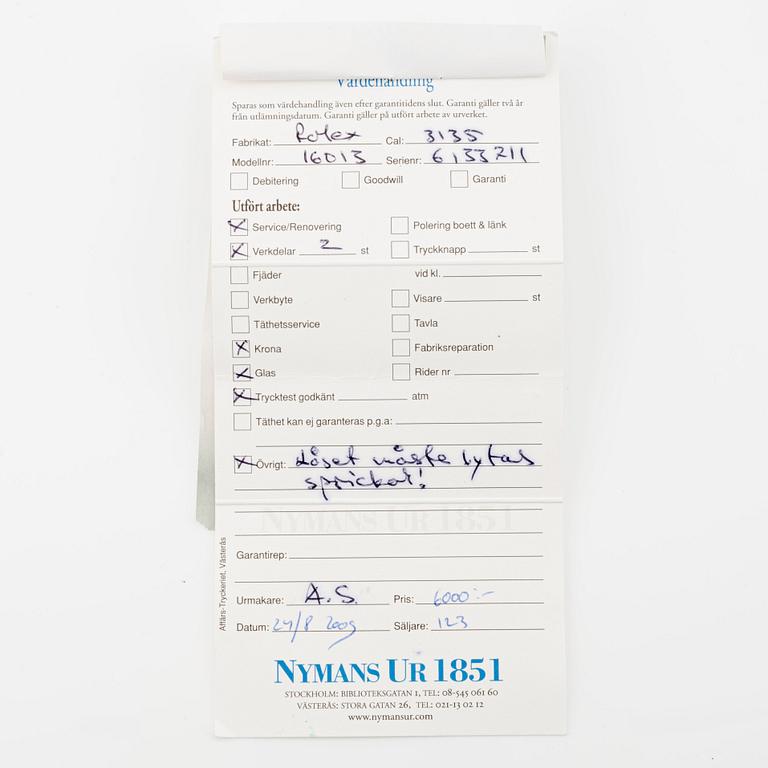 Värdehandling
Sparas som värdehandling även efter garantitidens slut. Garanti gäller två år
från utlämningsdatum. Garanti gäller på utfört arbete av urverket.
Fabrikat: Rolex Cal: 3135
Modellnr: 16013 Serienr: 6133211
Debitering Goodwill Garanti
Utfört arbete:
X Service/Renovering Polering boett & länk
X Verkdelar 2 st Tryckknapp st
Fjäder vid kl.
Verkbyte Visare st
Täthetsservice Tavla
X Krona Fabriksreparation
X Glas Rider nr
X Trycktest godkänt atm
Täthet kan ej garanteras p.g.a:
X Övrigt: Låset måste bytas
sprickor!
NYMANS UR 1851
Garantirep:
Urmakare: A.S. Pris: 6000:-
Datum: 24/8 2009 Säljare: 123
Affärs-Tryckeriet, Västerås
NYMANS UR 1851
STOCKHOLM: BIBLIOTEKSGATAN 1, TEL: 08-545 061 60
VÄSTERÅS: STORA GATAN 26, TEL: 021-13 02 12
www.nymansur.com